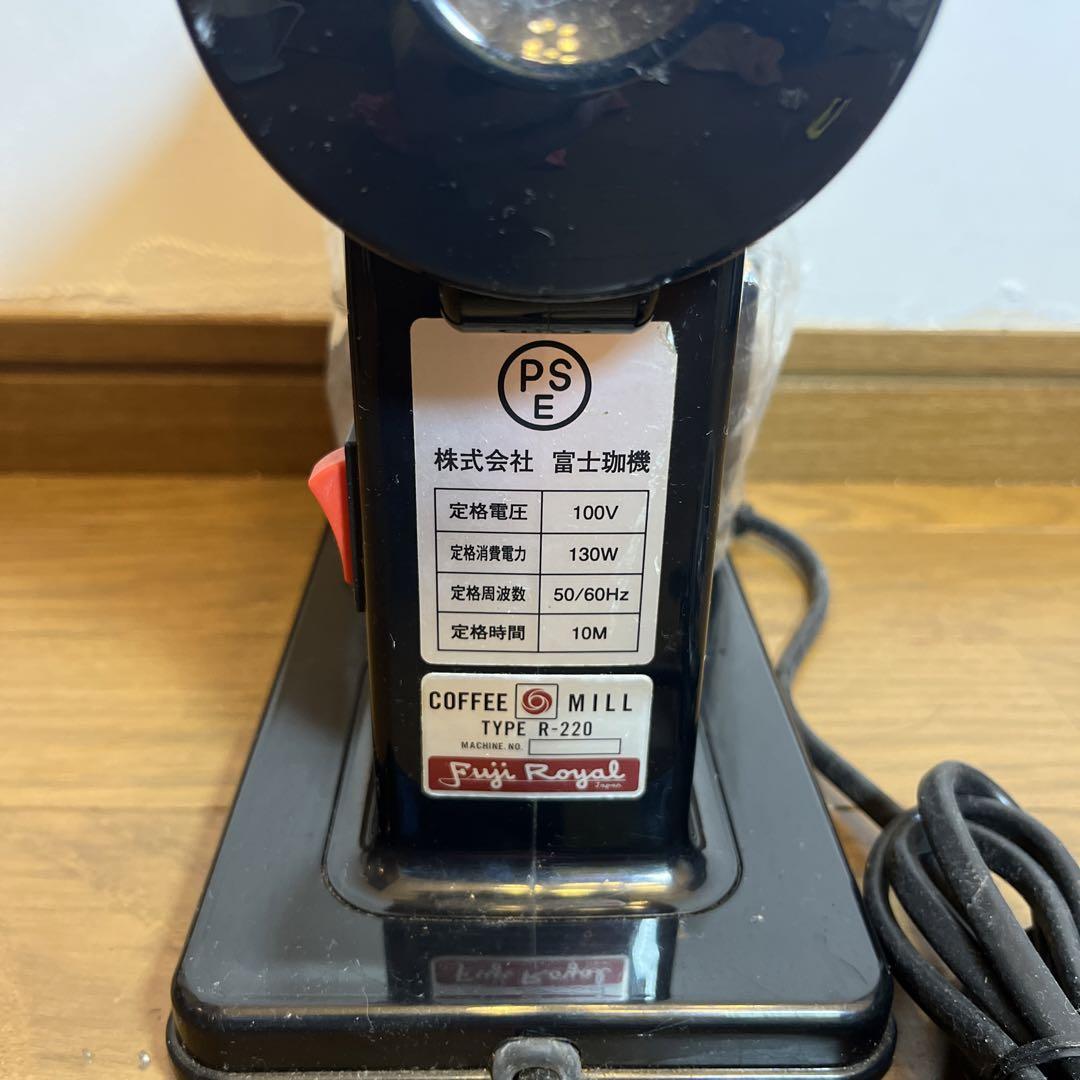 PS
E
株式会社 富士珈機
定格電圧 100V
定格消費電力 130W
定格周波数 50/60Hz
定格時間 10M
COFFEE MILL
TYPE R-220
MACHINE. NO.
Fuji Royal
Japan